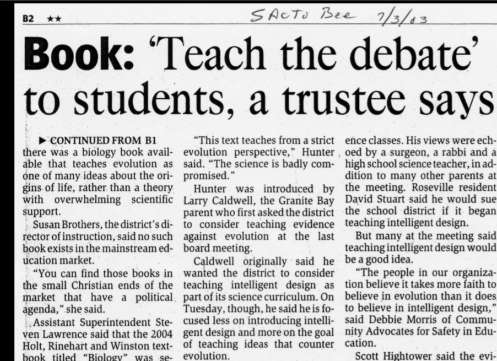 B2 ★★
SActo Bee 7/3/03
Book: ‘Teach the debate’
to students, a trustee says
▶ CONTINUED FROM B1
there was a biology book avail-
able that teaches evolution as
one of many ideas about the ori-
gins of life, rather than a theory
with overwhelming scientific
support.
Susan Brothers, the district's di-
rector of instruction, said no such
book exists in the mainstream ed-
ucation market.
“You can find those books in
the small Christian ends of the
market that have a political
agenda,” she said.
Assistant Superintendent Ste-
ven Lawrence said that the 2004
Holt, Rinehart and Winston text-
book titled “Biology” was se-
“This text teaches from a strict
evolution perspective,” Hunter
said. “The science is badly com-
promised.”
Hunter was introduced by
Larry Caldwell, the Granite Bay
parent who first asked the district
to consider teaching evidence
against evolution at the last
board meeting.
Caldwell originally said he
wanted the district to consider
teaching intelligent design as
part of its science curriculum. On
Tuesday, though, he said he is fo-
cused less on introducing intelli-
gent design and more on the goal
of teaching ideas that counter
evolution.
ence classes. His views were ech-
oed by a surgeon, a rabbi and a
high school science teacher, in ad-
dition to many other parents at
the meeting. Roseville resident
David Stuart said he would sue
the school district if it began
teaching intelligent design.
But many at the meeting said
teaching intelligent design would
be a good idea.
“The people in our organiza-
tion believe it takes more faith to
believe in evolution than it does
to believe in intelligent design,”
said Debbie Morris of Commu-
nity Advocates for Safety in Edu-
cation.
Scott Hightower said the evi-